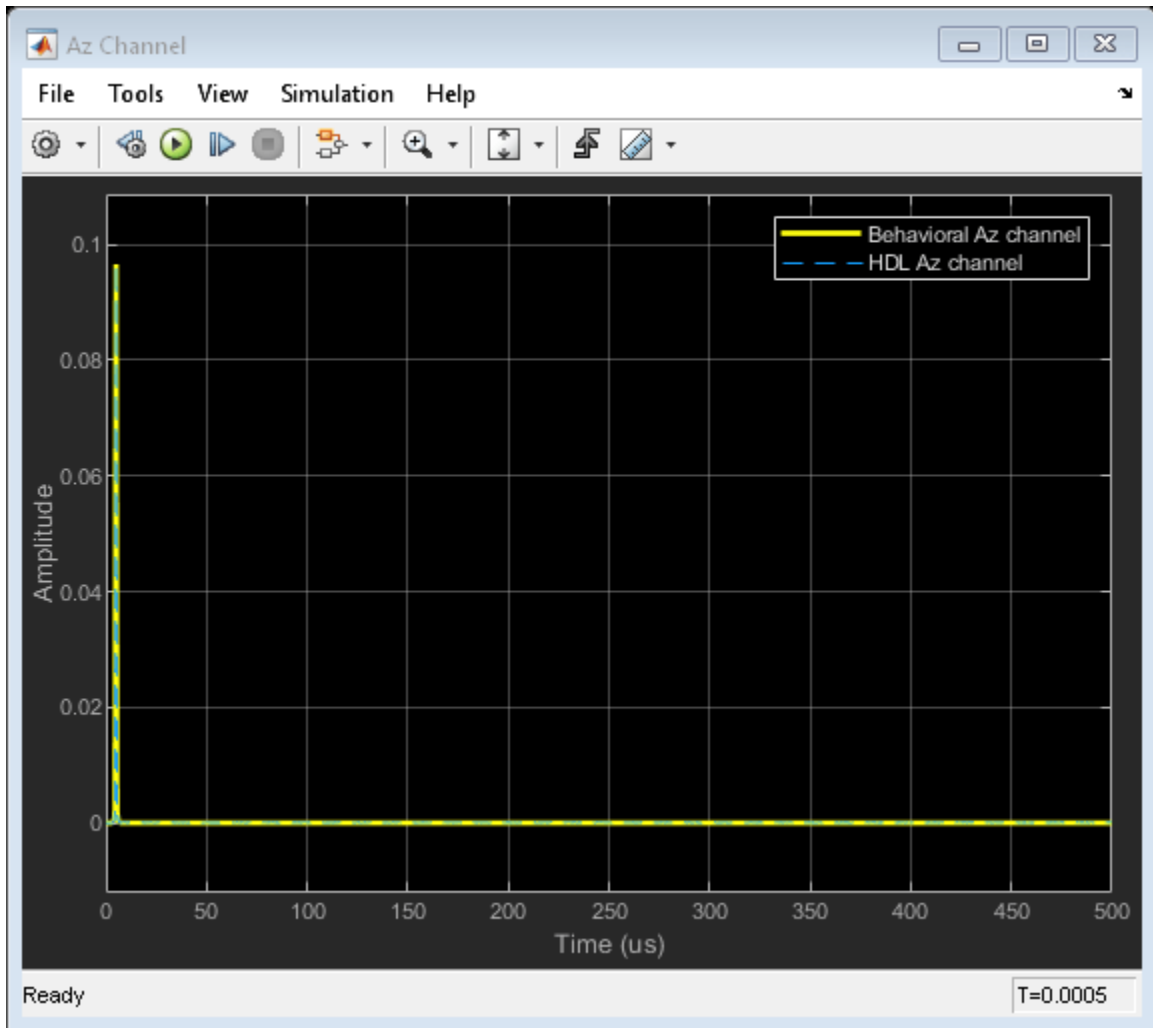 Az Channel
File Tools View Simulation Help
Behavioral Az channel
HDL Az channel
0.1
0.08
0.06
0.04
0.02
0
Amplitude
0 50 100 150 200 250 300 350 400 450 500
Time (us)
Ready T=0.0005